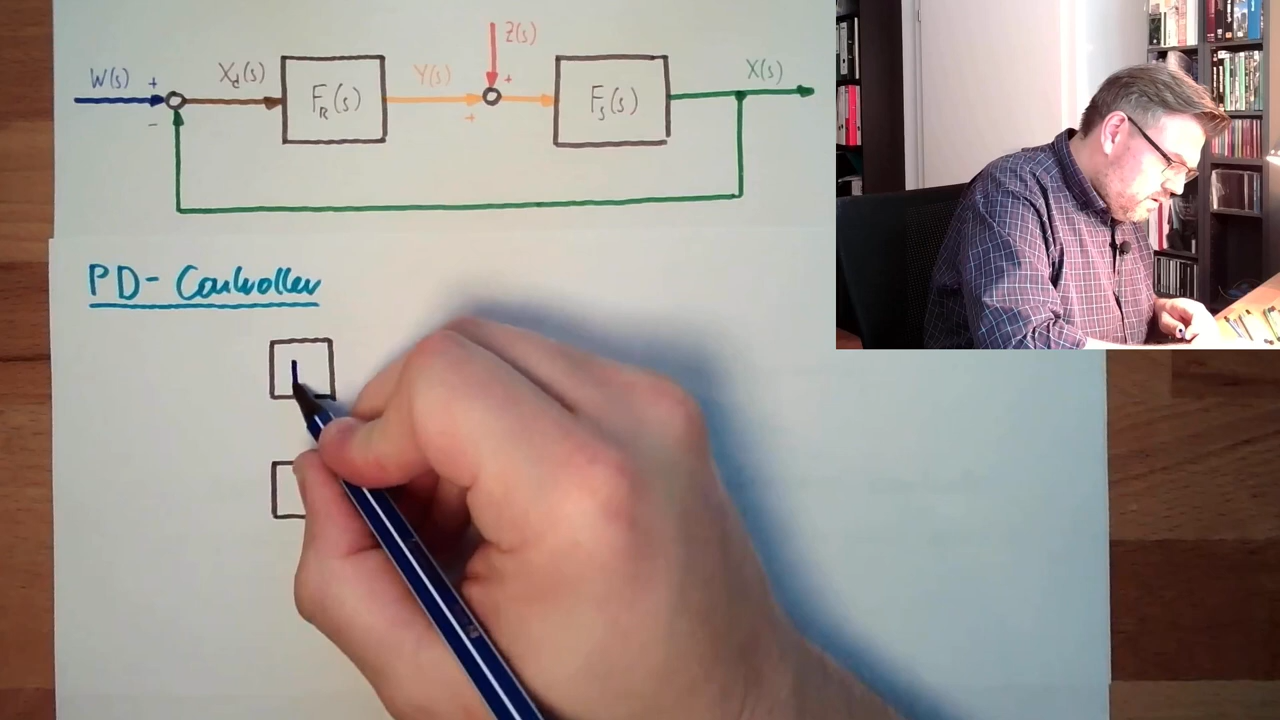 W(s) + X_d(s) F_R(s) Y(s) + Z(s) + F_S(s) X(s)
-
PD-Controller